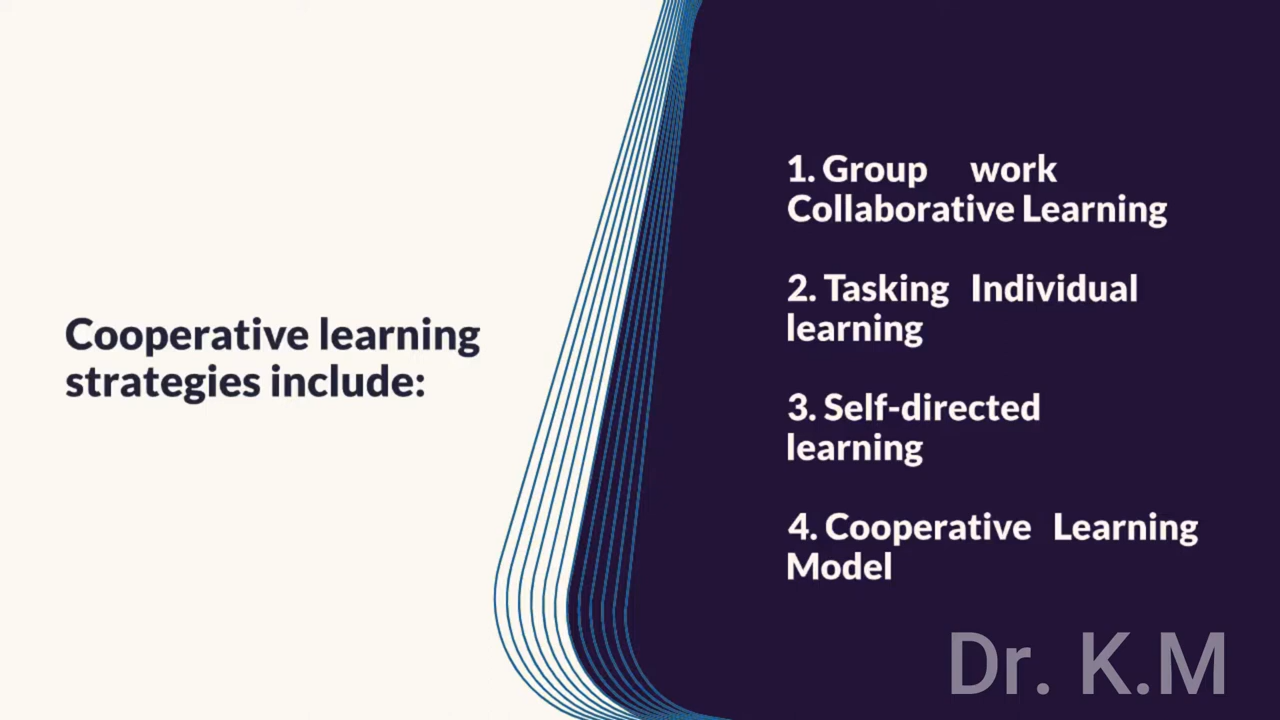 Cooperative learning
strategies include:
1. Group work
Collaborative Learning
2. Tasking Individual
learning
3. Self-directed
learning
4. Cooperative Learning
Model
Dr. K.M